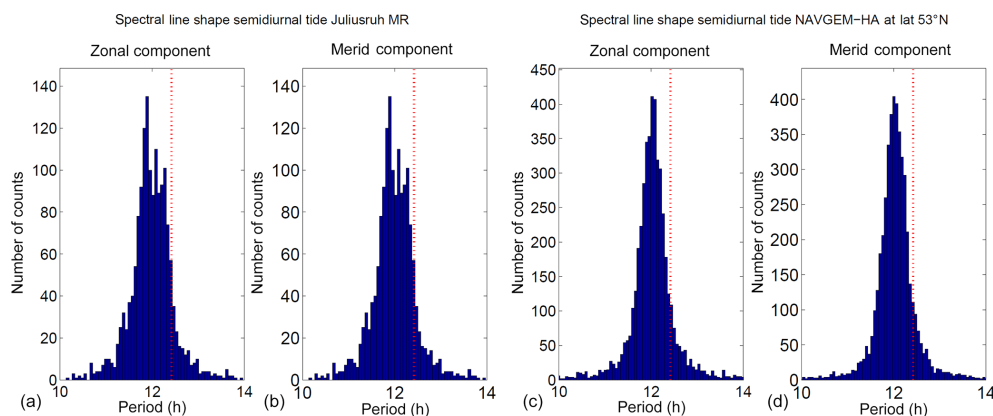 Spectral line shape semidiurnal tide Juliusruh MR
Spectral line shape semidiurnal tide NAVGEM−HA at lat 53°N
Zonal component
Merid component
Zonal component
Merid component
Number of counts
140
120
100
80
60
40
20
0
10
12
14
Period (h)
(a)
Number of counts
140
120
100
80
60
40
20
0
10
12
14
Period (h)
(b)
Number of counts
450
400
350
300
250
200
150
100
50
0
10
12
14
Period (h)
(c)
Number of counts
400
350
300
250
200
150
100
50
0
10
12
14
Period (h)
(d)